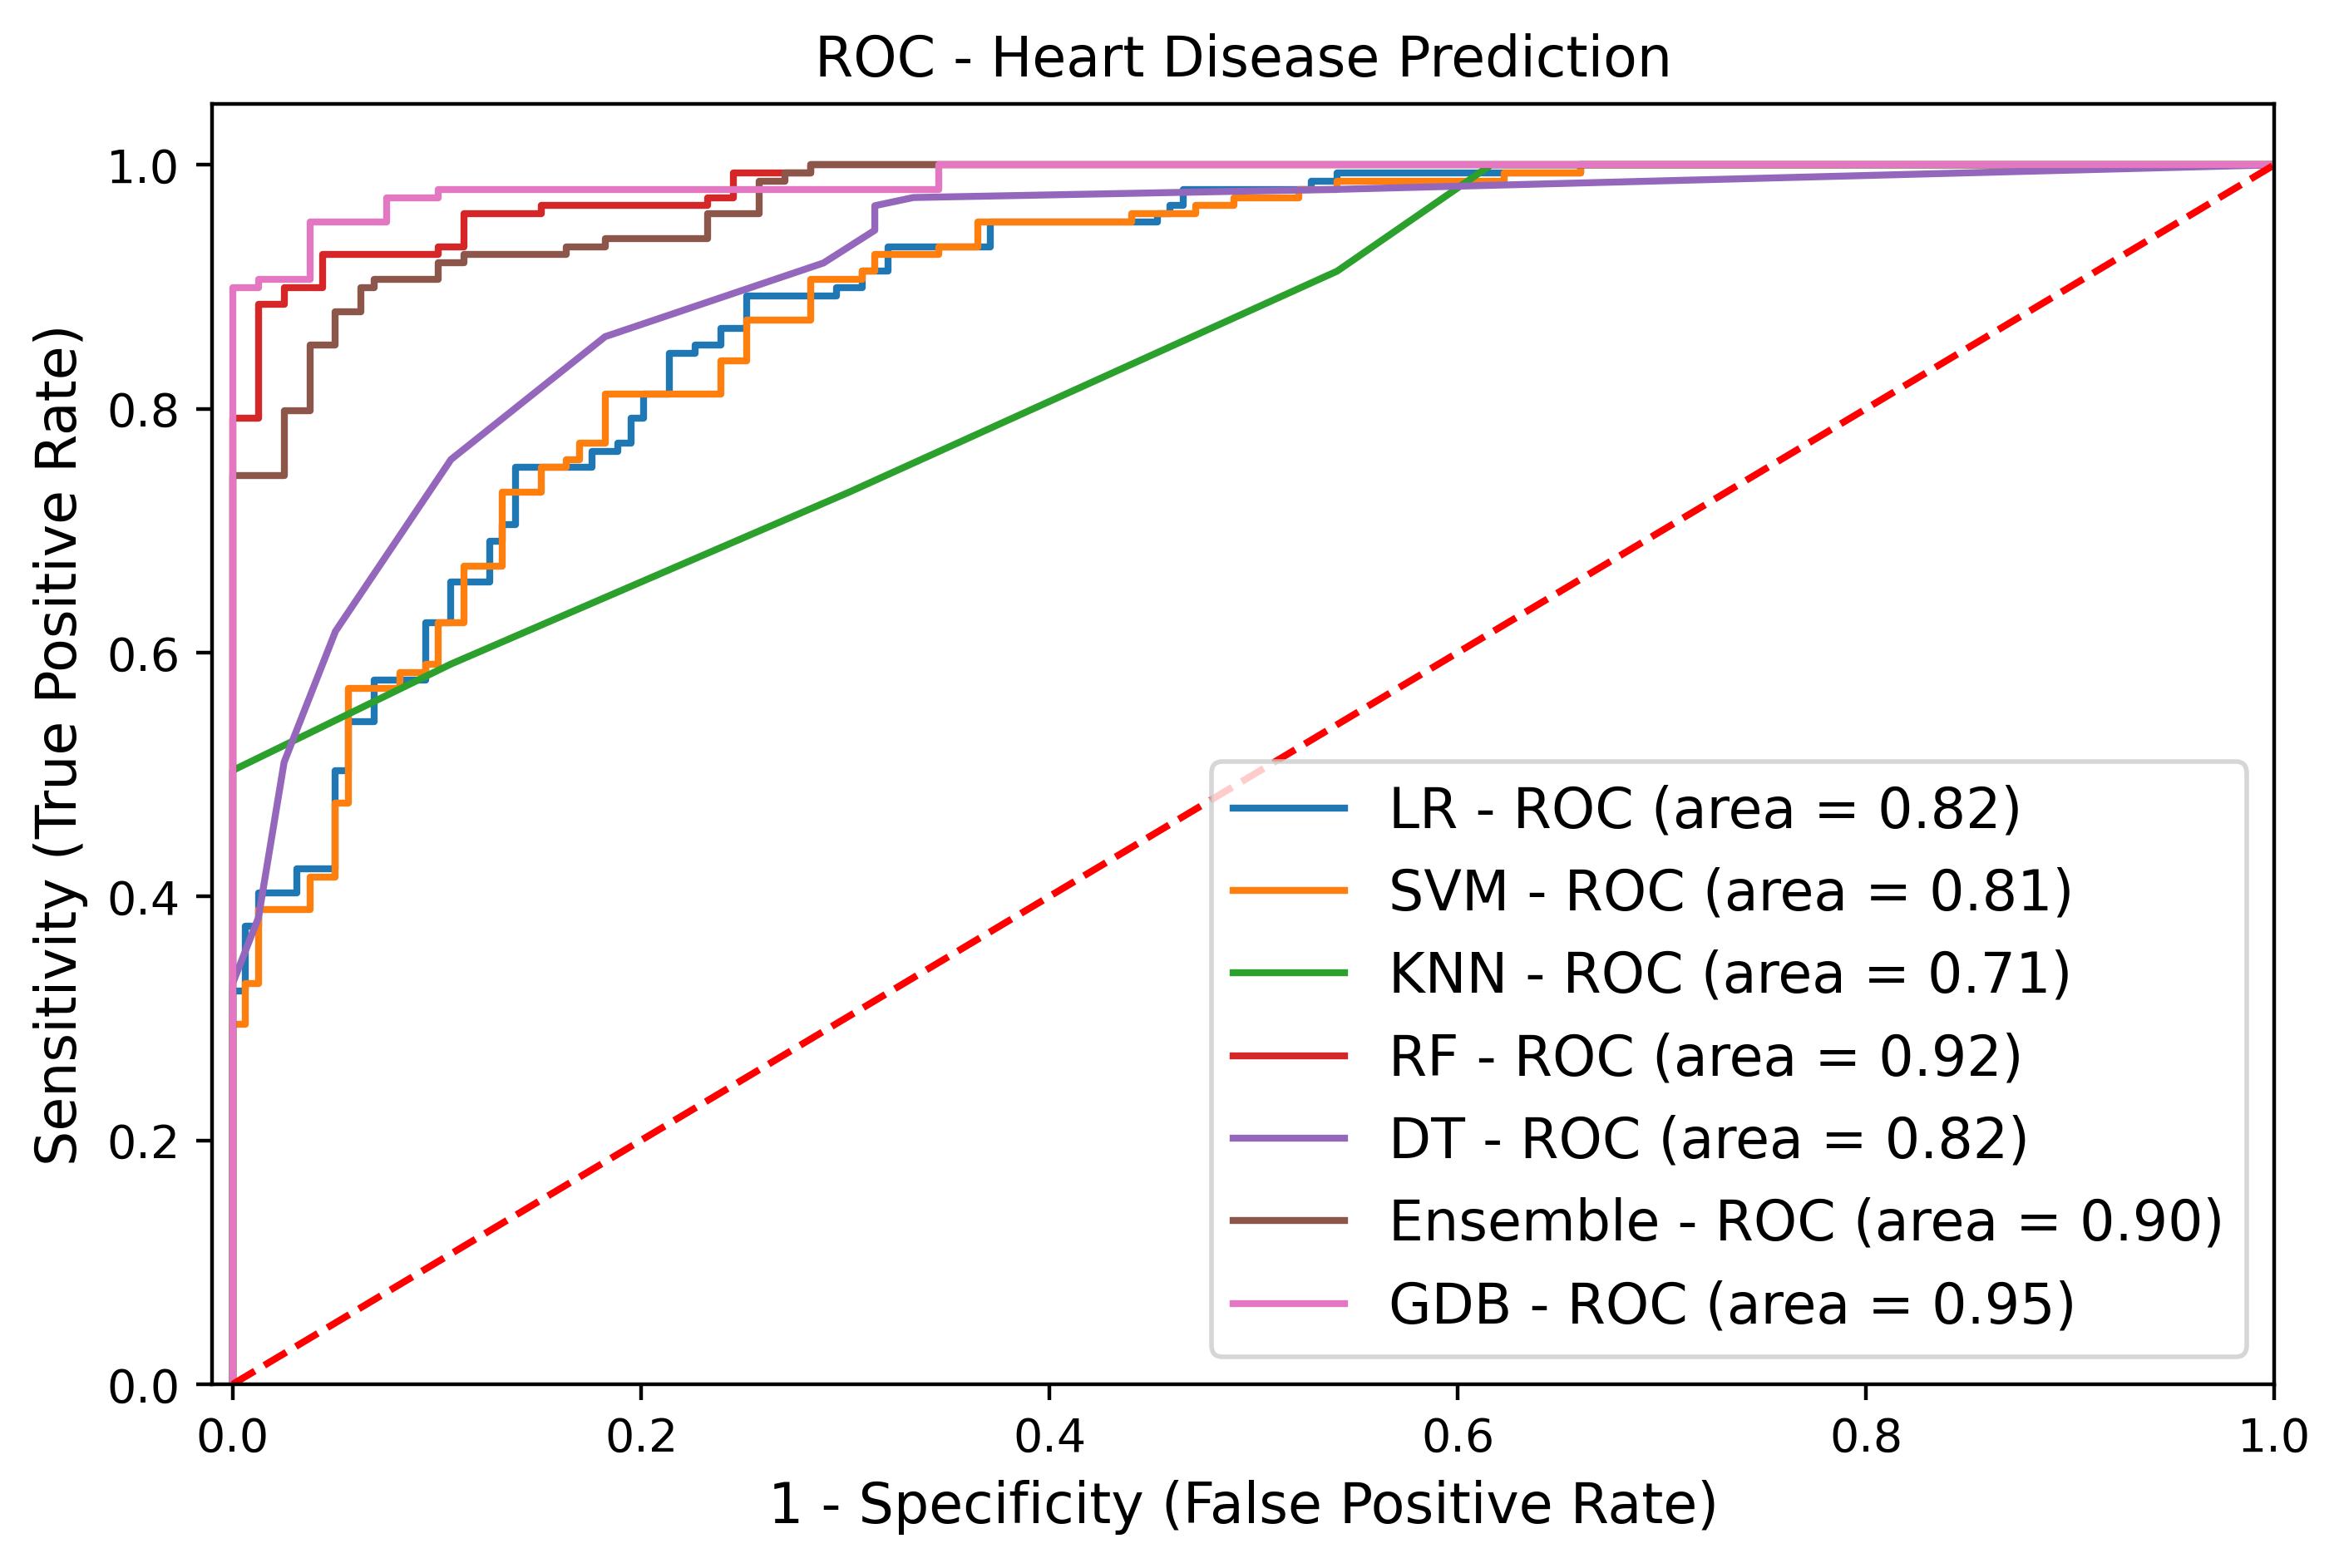 ROC - Heart Disease Prediction
Sensitivity (True Positive Rate)
1.0
0.8
0.6
0.4
0.2
0.0
LR - ROC (area = 0.82)
SVM - ROC (area = 0.81)
KNN - ROC (area = 0.71)
RF - ROC (area = 0.92)
DT - ROC (area = 0.82)
Ensemble - ROC (area = 0.90)
GDB - ROC (area = 0.95)
0.0 0.2 0.4 0.6 0.8 1.0
1 - Specificity (False Positive Rate)